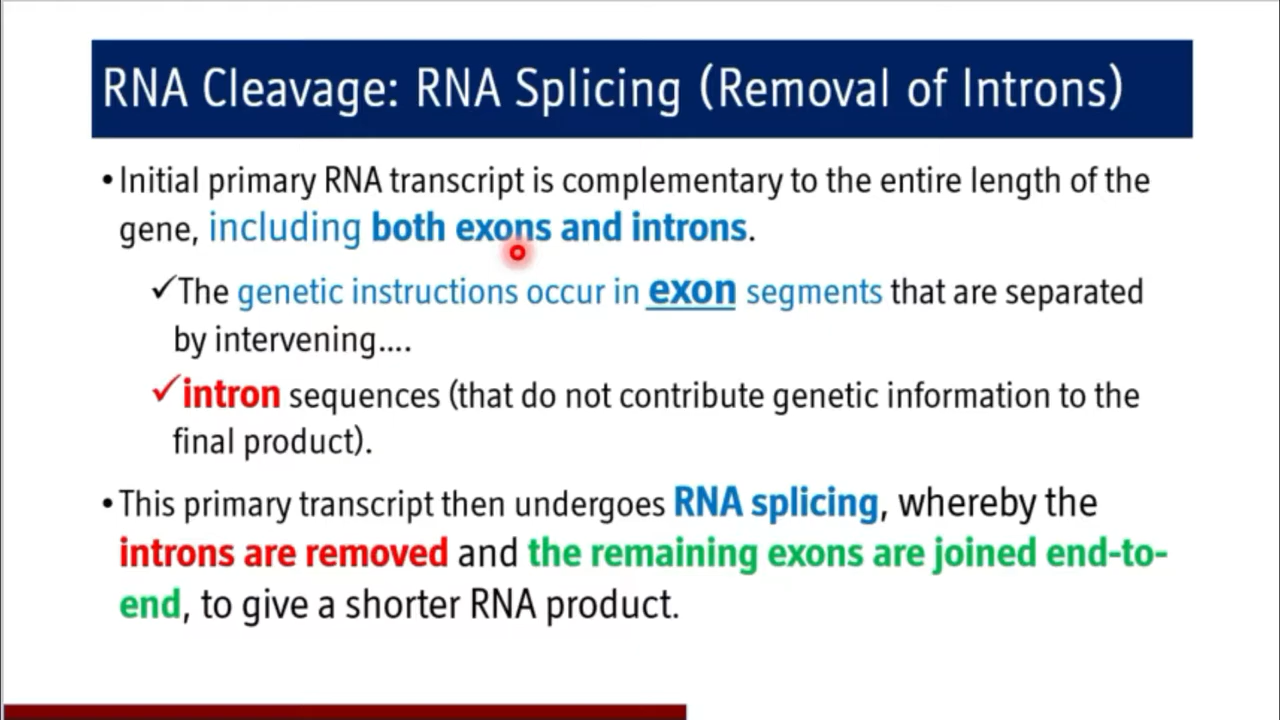 RNA Cleavage: RNA Splicing (Removal of Introns)
•Initial primary RNA transcript is complementary to the entire length of the
gene, including both exons and introns.
✓The genetic instructions occur in exon segments that are separated
by intervening....
✓intron sequences (that do not contribute genetic information to the
final product).
•This primary transcript then undergoes RNA splicing, whereby the
introns are removed and the remaining exons are joined end-to-
end, to give a shorter RNA product.